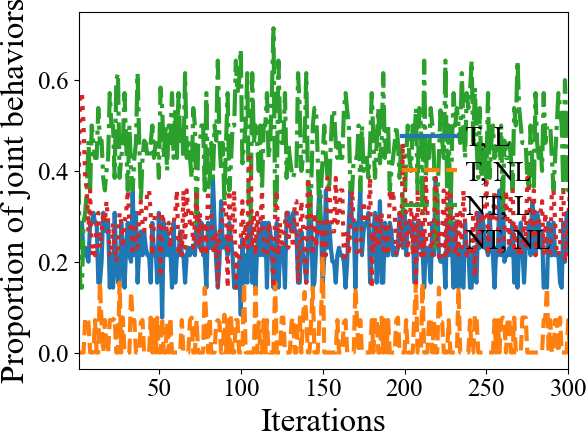 Proportion of joint behaviors
0.6
0.4
0.2
0.0
T, L
T, NL
NT, L
NT, NL
50
100
150
200
250
300
Iterations